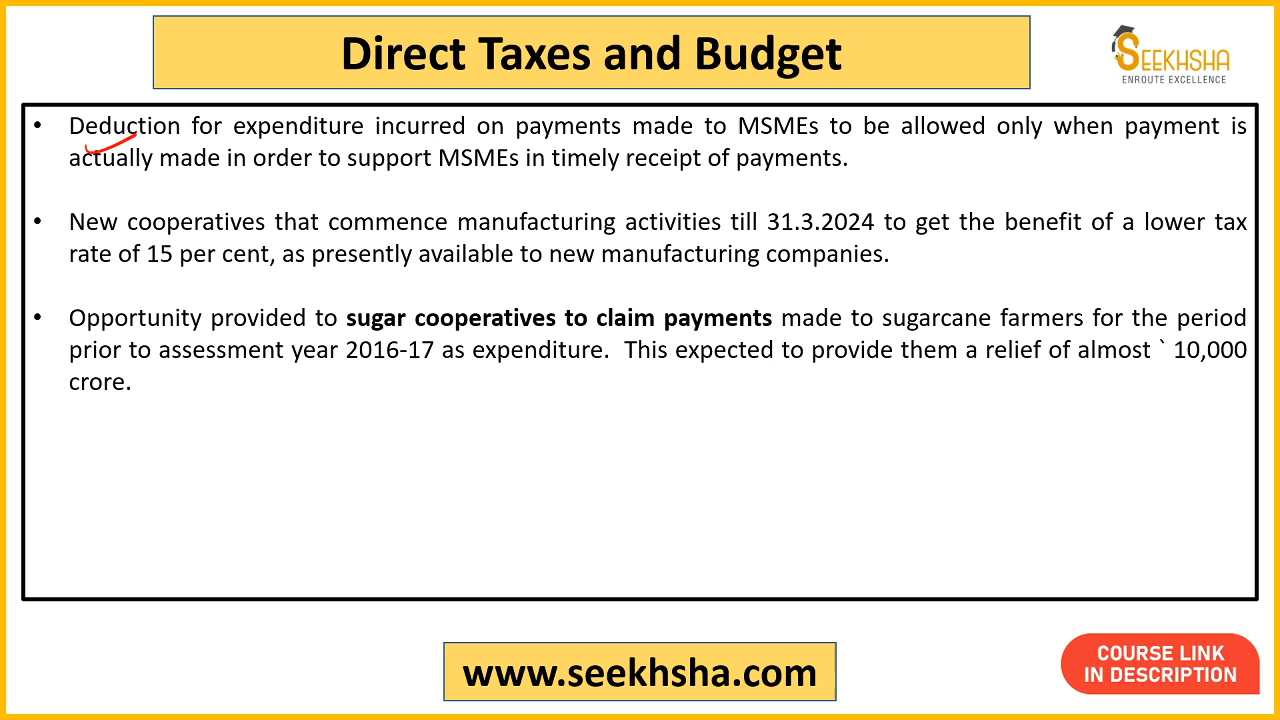 Direct Taxes and Budget
SEEKHSHA
ENROUTE EXCELLENCE
• Deduction for expenditure incurred on payments made to MSMEs to be allowed only when payment is
actually made in order to support MSMEs in timely receipt of payments.
• New cooperatives that commence manufacturing activities till 31.3.2024 to get the benefit of a lower tax
rate of 15 per cent, as presently available to new manufacturing companies.
• Opportunity provided to sugar cooperatives to claim payments made to sugarcane farmers for the period
prior to assessment year 2016-17 as expenditure. This expected to provide them a relief of almost ` 10,000
crore.
www.seekhsha.com
COURSE LINK
IN DESCRIPTION